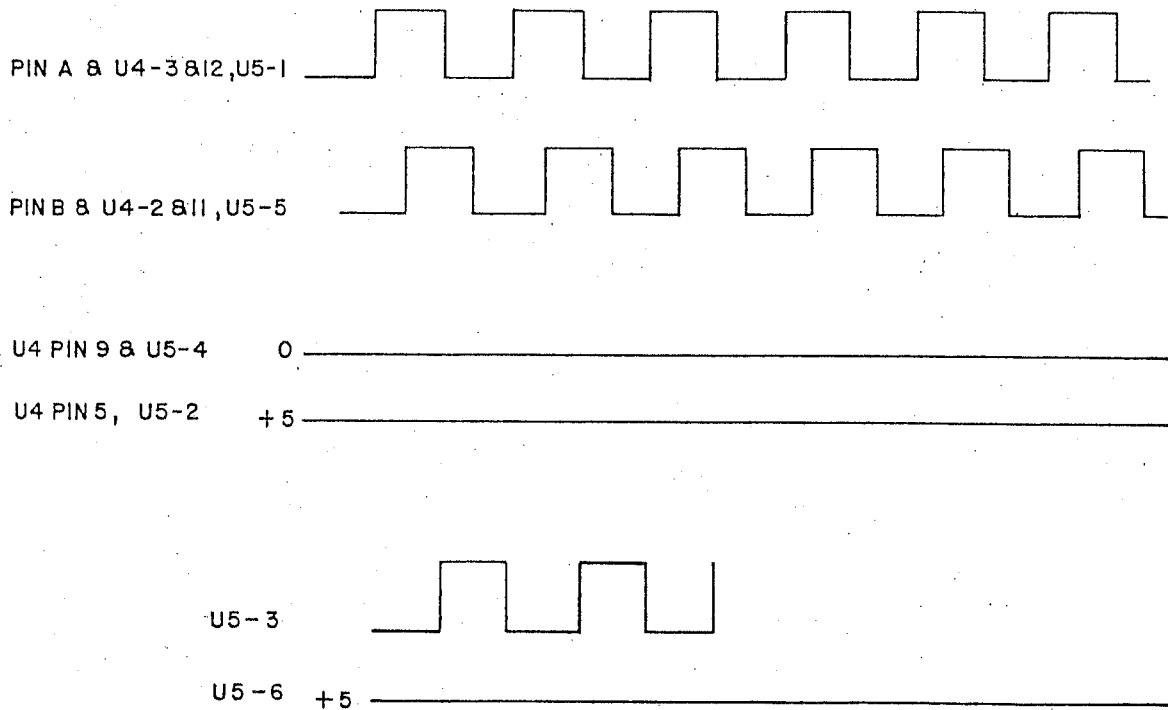 PIN A & U4-3&12,U5-1
PIN B & U4-2&11,U5-5
U4 PIN 9 & U5-4 0
U4 PIN 5, U5-2 +5
U5-3
U5-6 +5